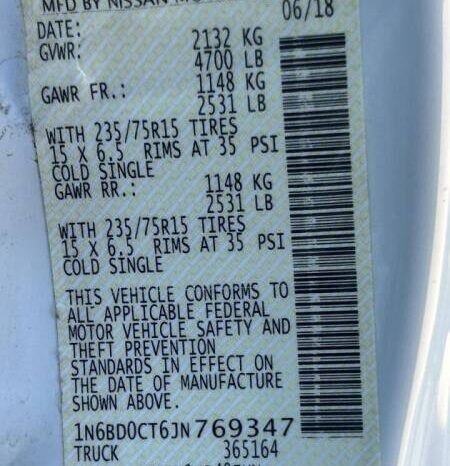 MFD BY NISSAN
DATE: 06/18
GVWR: 2132 KG
4700 LB
GAWR FR.: 1148 KG
2531 LB
WITH 235/75R15 TIRES
15 X 6.5 RIMS AT 35 PSI
COLD SINGLE
GAWR RR.: 1148 KG
2531 LB
WITH 235/75R15 TIRES
15 X 6.5 RIMS AT 35 PSI
COLD SINGLE
THIS VEHICLE CONFORMS TO
ALL APPLICABLE FEDERAL
MOTOR VEHICLE SAFETY AND
THEFT PREVENTION
STANDARDS IN EFFECT ON
THE DATE OF MANUFACTURE
SHOWN ABOVE.
1N6BD0CT6JN769347
TRUCK 365164